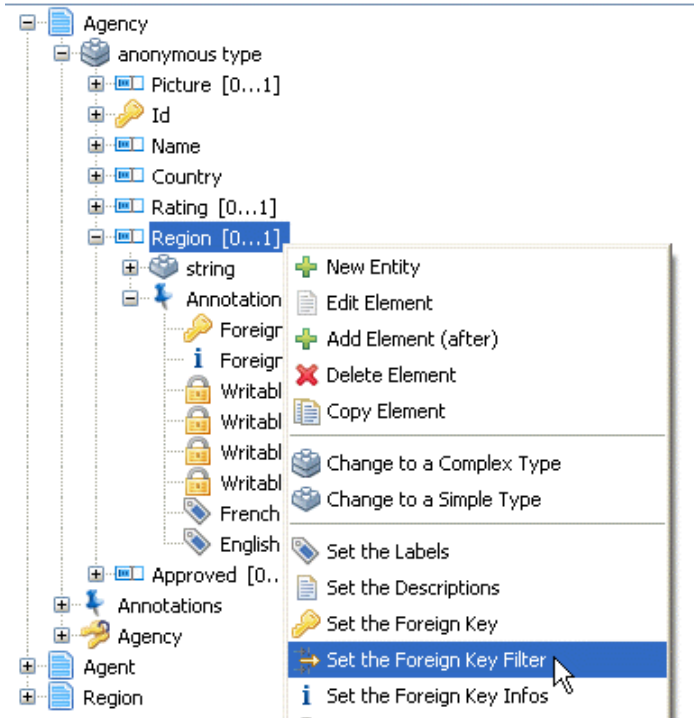 Agency
anonymous type
Picture [0...1]
Id
Name
Country
Rating [0...1]
Region [0...1]
string
Annotation
Foreign
Foreign
Writabl
Writabl
Writabl
Writabl
French
English
Approved [0..
Annotations
Agency
Agent
Region
New Entity
Edit Element
Add Element (after)
Delete Element
Copy Element
Change to a Complex Type
Change to a Simple Type
Set the Labels
Set the Descriptions
Set the Foreign Key
Set the Foreign Key Filter
Set the Foreign Key Infos